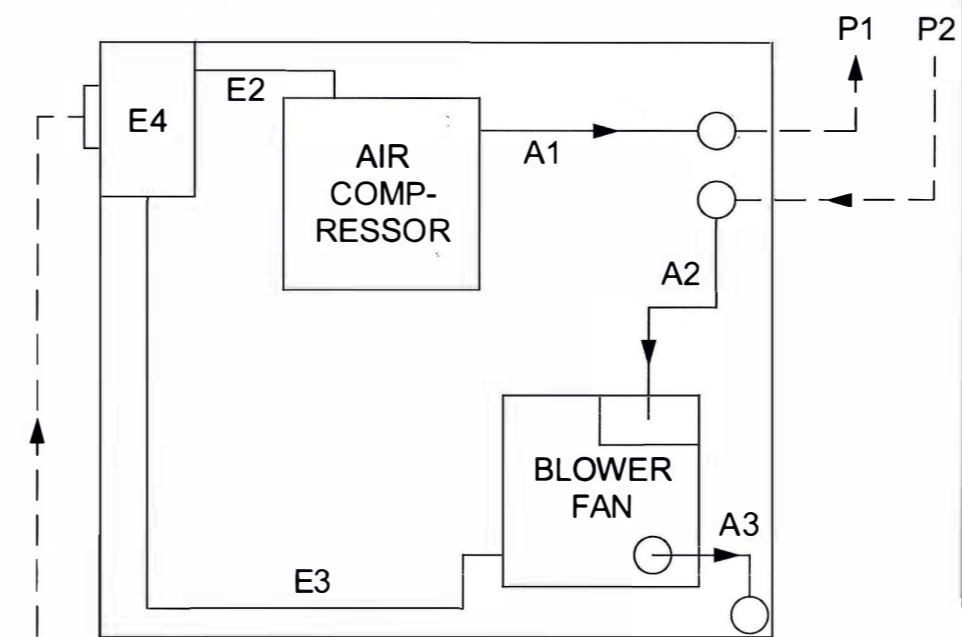 P1 P2
E2
E4
A1
AIR
COMP-
RESSOR
A2
BLOWER
FAN
A3
E3